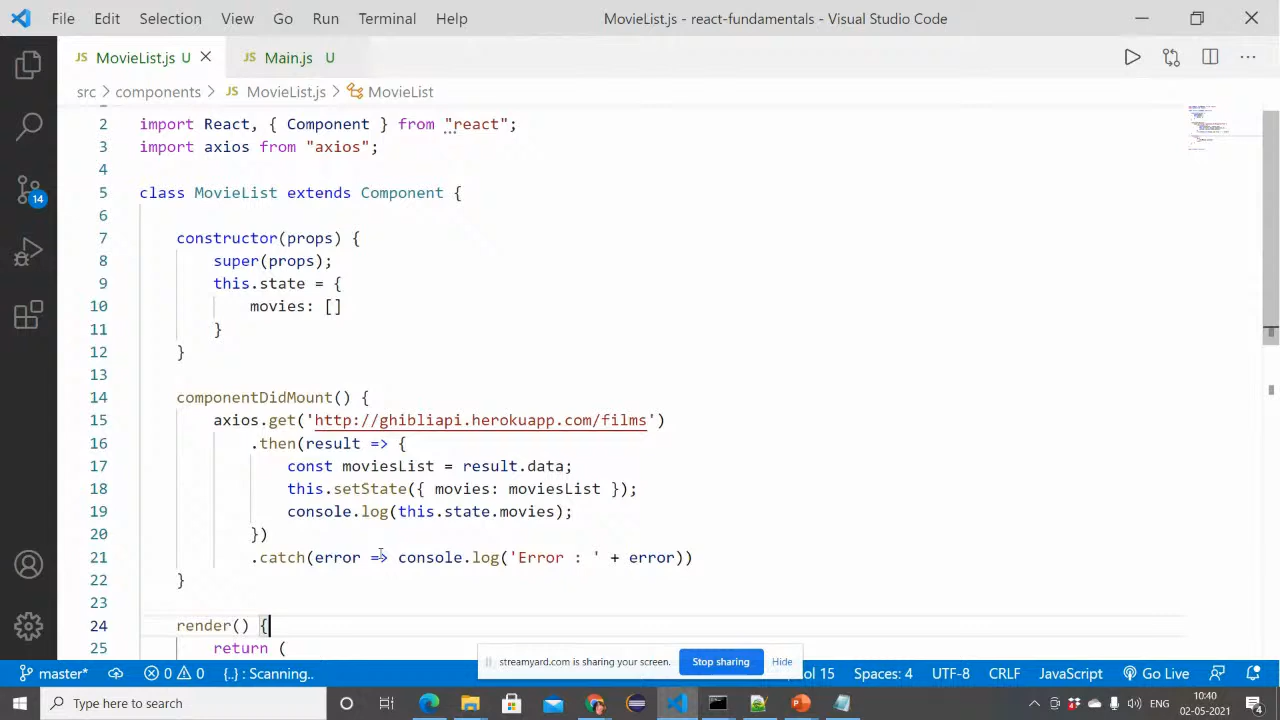 File Edit Selection View Go Run Terminal Help MovieList.js - react-fundamentals - Visual Studio Code
JS MovieList.js U JS Main.js U
src > components > JS MovieList.js > MovieList
2 import React, { Component } from "react";
3 import axios from "axios";
4
5 class MovieList extends Component {
6
7 constructor(props) {
8 super(props);
9 this.state = {
10 movies: []
11 }
12 }
13
14 componentDidMount() {
15 axios.get('http://ghibliapi.herokuapp.com/films')
16 .then(result => {
17 const moviesList = result.data;
18 this.setState({ movies: moviesList });
19 console.log(this.state.movies);
20 })
21 .catch(error => console.log('Error : ' + error))
22 }
23
24 render() {
25 return (
14
streamyard.com is sharing your screen. Stop sharing Hide
master* 0 0 {..} : Scanning.. ol 15 Spaces: 4 UTF-8 CRLF JavaScript Go Live
Type here to search ENG 10:40
02-05-2021 4